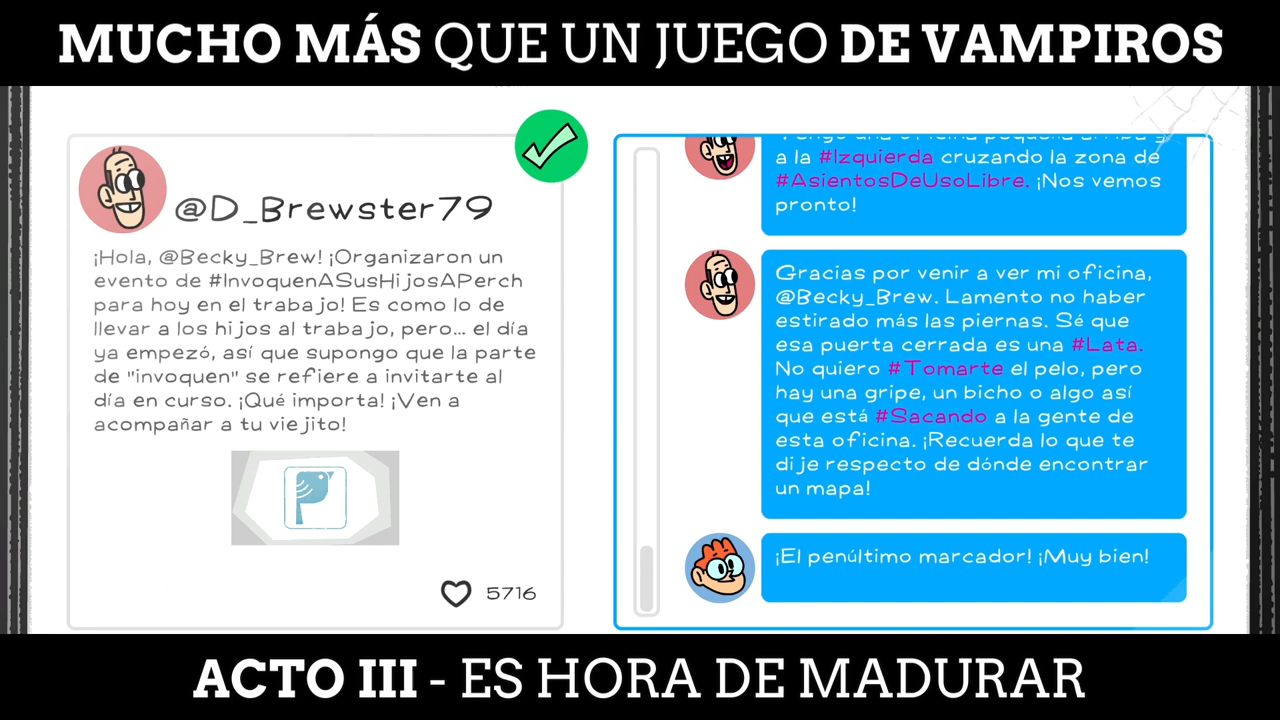 MUCHO MÁS QUE UN JUEGO DE VAMPIROS
@D_Brewster79
¡Hola, @Becky_Brew! ¡Organizaron un
evento de #InvoquenASusHijosAPerch
para hoy en el trabajo! Es como lo de
llevar a los hijos al trabajo, pero... el día
ya empezó, así que supongo que la parte
de "invoquen" se refiere a invitarte al
día en curso. ¡Qué importa! ¡Ven a
acompañar a tu viejito!
5716
a la #Izquierda cruzando la zona de
#AsientosDeUsoLibre. ¡Nos vemos
pronto!
Gracias por venir a ver mi oficina,
@Becky_Brew. Lamento no haber
estirado más las piernas. Sé que
esa puerta cerrada es una #Lata.
No quiero #Tomarte el pelo, pero
hay una gripe, un bicho o algo así
que está #Sacando a la gente de
esta oficina. ¡Recuerda lo que te
dije respecto de dónde encontrar
un mapa!
¡El penúltimo marcador! ¡Muy bien!
ACTO III - ES HORA DE MADURAR